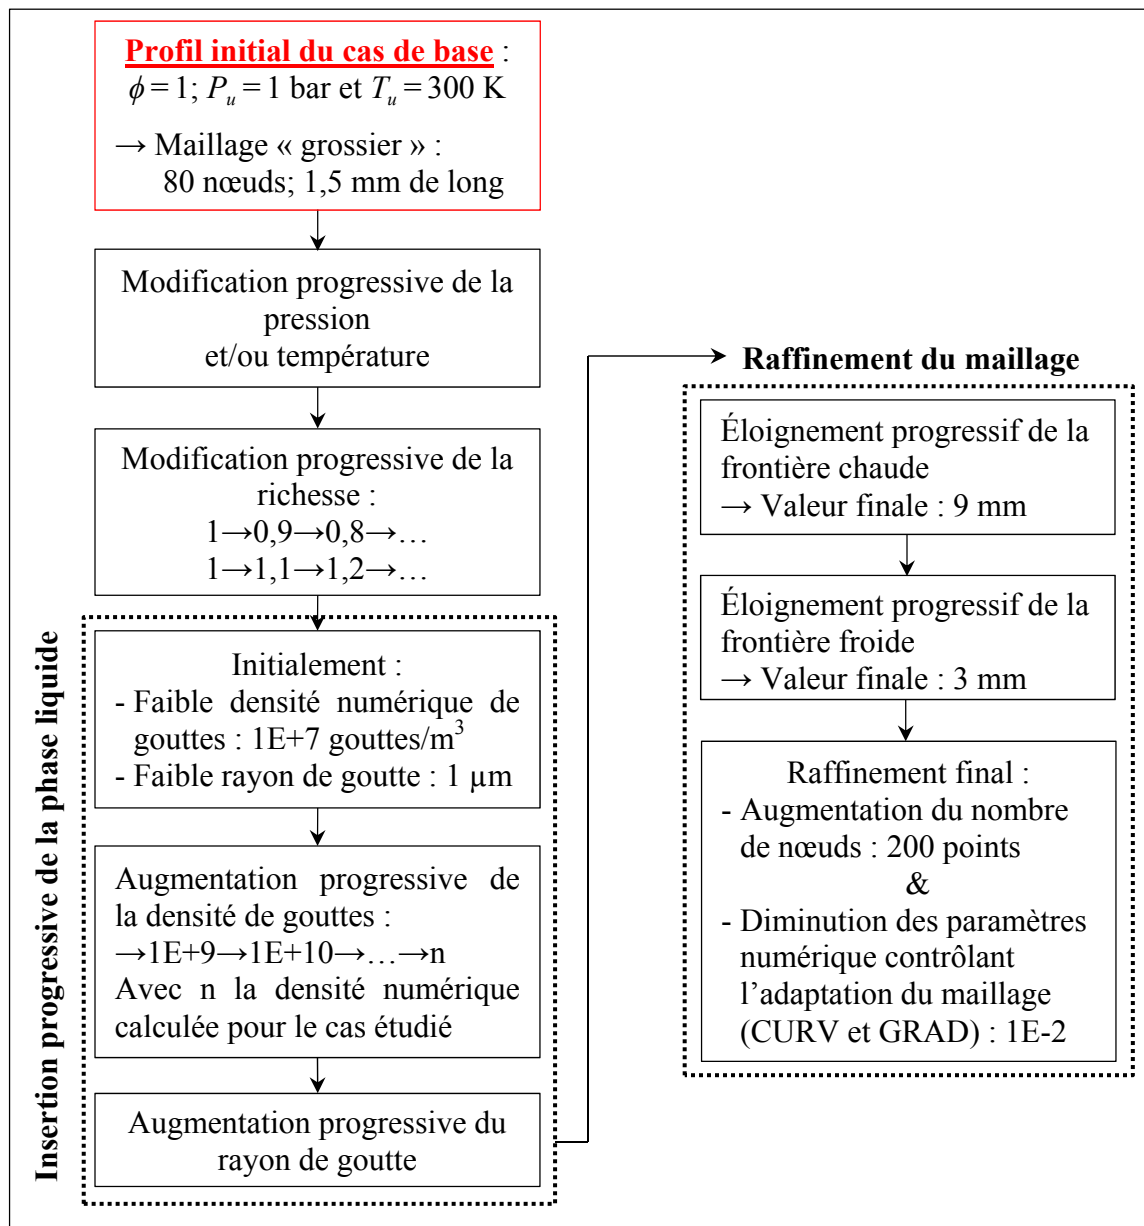 Profil initial du cas de base :
ϕ = 1; Pu = 1 bar et Tu = 300 K
→ Maillage « grossier » :
80 nœuds; 1,5 mm de long
Modification progressive de la
pression
et/ou température
Modification progressive de la
richesse :
1→0,9→0,8→…
1→1,1→1,2→…
Insertion progressive de la phase liquide
Initialement :
- Faible densité numérique de
gouttes : 1E+7 gouttes/m³
- Faible rayon de goutte : 1 µm
Augmentation progressive de
la densité de gouttes :
→1E+9→1E+10→…→n
Avec n la densité numérique
calculée pour le cas étudié
Augmentation progressive du
rayon de goutte
Raffinement du maillage
Éloignement progressif de la
frontière chaude
→ Valeur finale : 9 mm
Éloignement progressif de la
frontière froide
→ Valeur finale : 3 mm
Raffinement final :
- Augmentation du nombre
de nœuds : 200 points
&
- Diminution des paramètres
numérique contrôlant
l’adaptation du maillage
(CURV et GRAD) : 1E-2